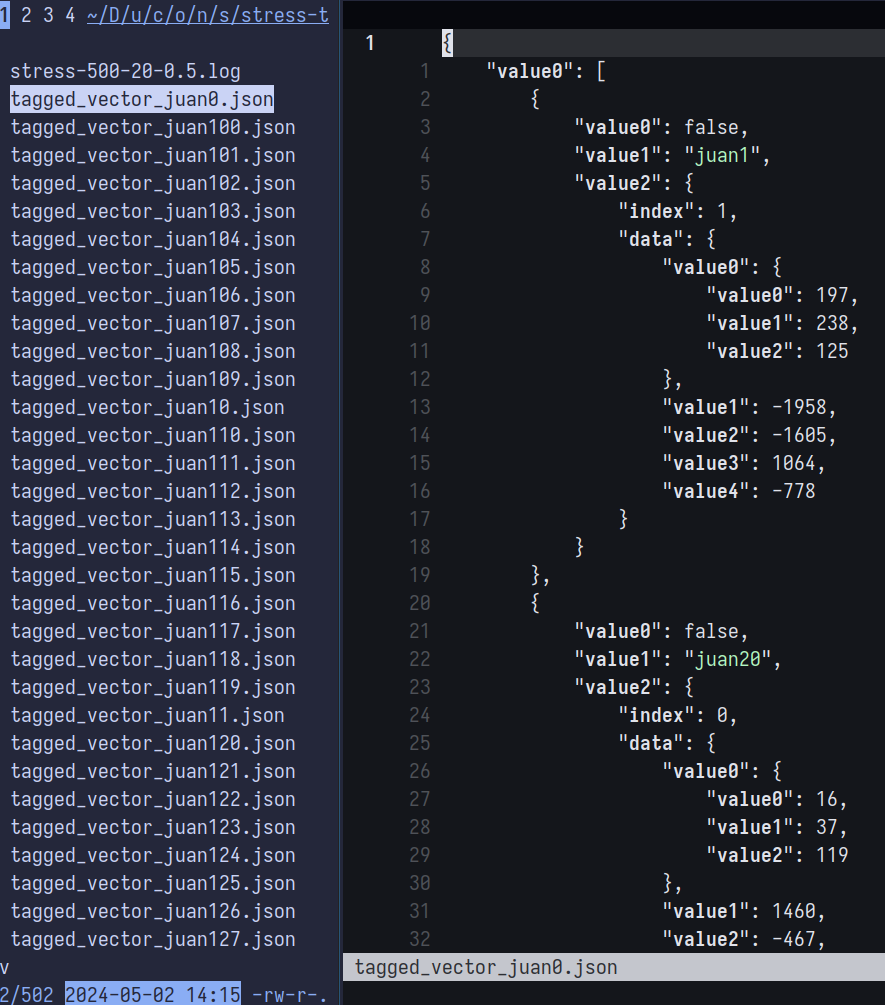 1 2 3 4 ~/D/u/c/o/n/s/stress-t
stress-500-20-0.5.log
tagged_vector_juan0.json
tagged_vector_juan100.json
tagged_vector_juan101.json
tagged_vector_juan102.json
tagged_vector_juan103.json
tagged_vector_juan104.json
tagged_vector_juan105.json
tagged_vector_juan106.json
tagged_vector_juan107.json
tagged_vector_juan108.json
tagged_vector_juan109.json
tagged_vector_juan10.json
tagged_vector_juan110.json
tagged_vector_juan111.json
tagged_vector_juan112.json
tagged_vector_juan113.json
tagged_vector_juan114.json
tagged_vector_juan115.json
tagged_vector_juan116.json
tagged_vector_juan117.json
tagged_vector_juan118.json
tagged_vector_juan119.json
tagged_vector_juan11.json
tagged_vector_juan120.json
tagged_vector_juan121.json
tagged_vector_juan122.json
tagged_vector_juan123.json
tagged_vector_juan124.json
tagged_vector_juan125.json
tagged_vector_juan126.json
tagged_vector_juan127.json
v
2/502 2024-05-02 14:15 -rw-r-.
1 {
1 "value0": [
2 {
3 "value0": false,
4 "value1": "juan1",
5 "value2": {
6 "index": 1,
7 "data": {
8 "value0": {
9 "value0": 197,
10 "value1": 238,
11 "value2": 125
12 },
13 "value1": -1958,
14 "value2": -1605,
15 "value3": 1064,
16 "value4": -778
17 }
18 }
19 },
20 {
21 "value0": false,
22 "value1": "juan20",
23 "value2": {
24 "index": 0,
25 "data": {
26 "value0": {
27 "value0": 16,
28 "value1": 37,
29 "value2": 119
30 },
31 "value1": 1460,
32 "value2": -467,
tagged_vector_juan0.json